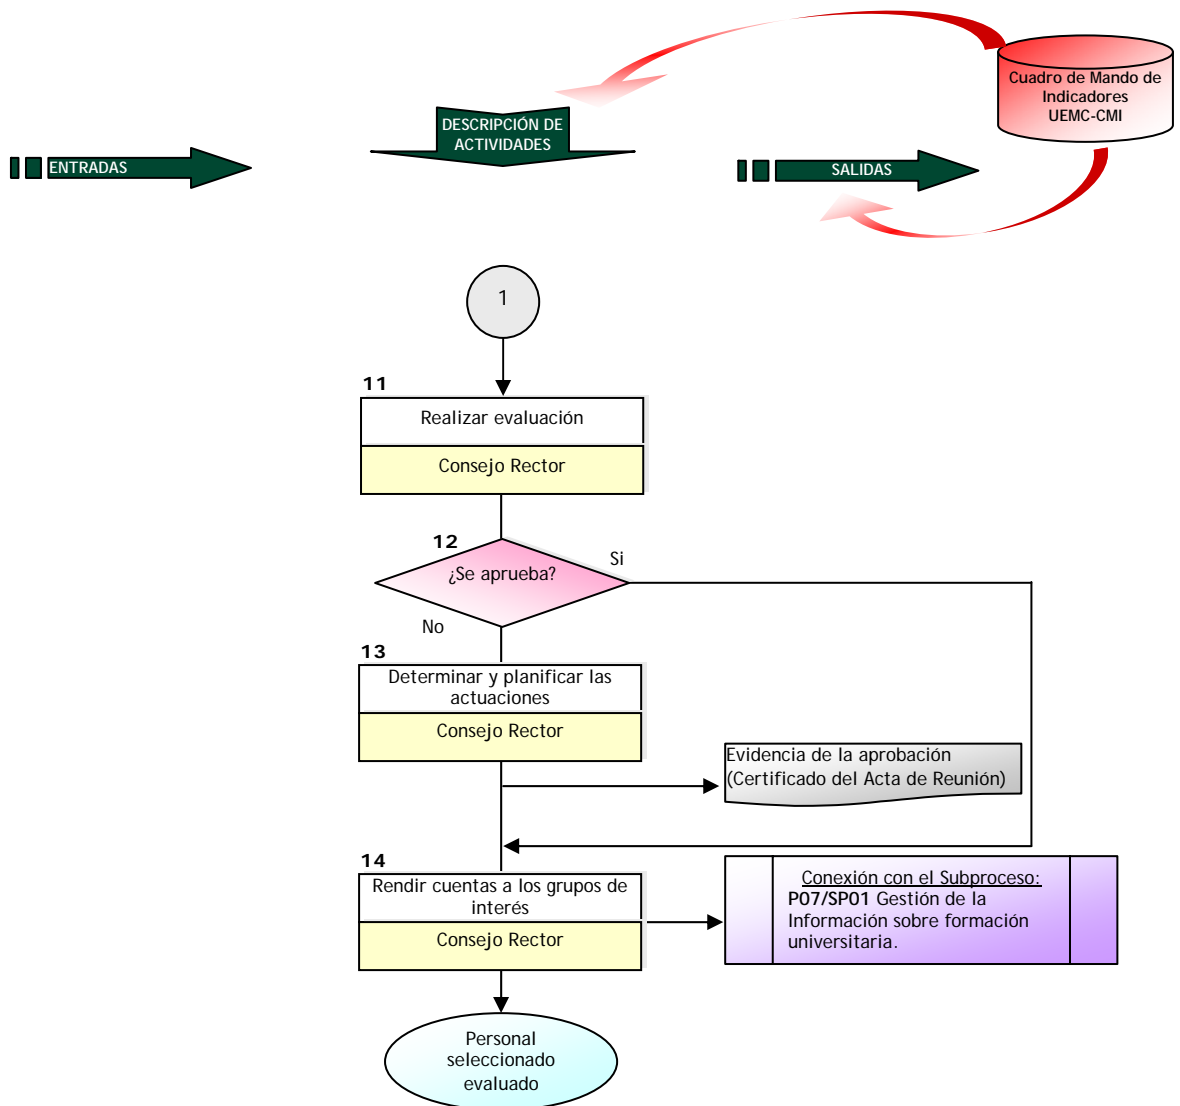 Cuadro de Mando de
Indicadores
UEMC-CMI
DESCRIPCIÓN DE
ACTIVIDADES
ENTRADAS
SALIDAS
1
11
Realizar evaluación
Consejo Rector
12
¿Se aprueba?
Si
No
13
Determinar y planificar las
actuaciones
Consejo Rector
Evidencia de la aprobación
(Certificado del Acta de Reunión)
14
Rendir cuentas a los grupos de
interés
Consejo Rector
Conexión con el Subproceso:
P07/SP01 Gestión de la
Información sobre formación
universitaria.
Personal
seleccionado
evaluado